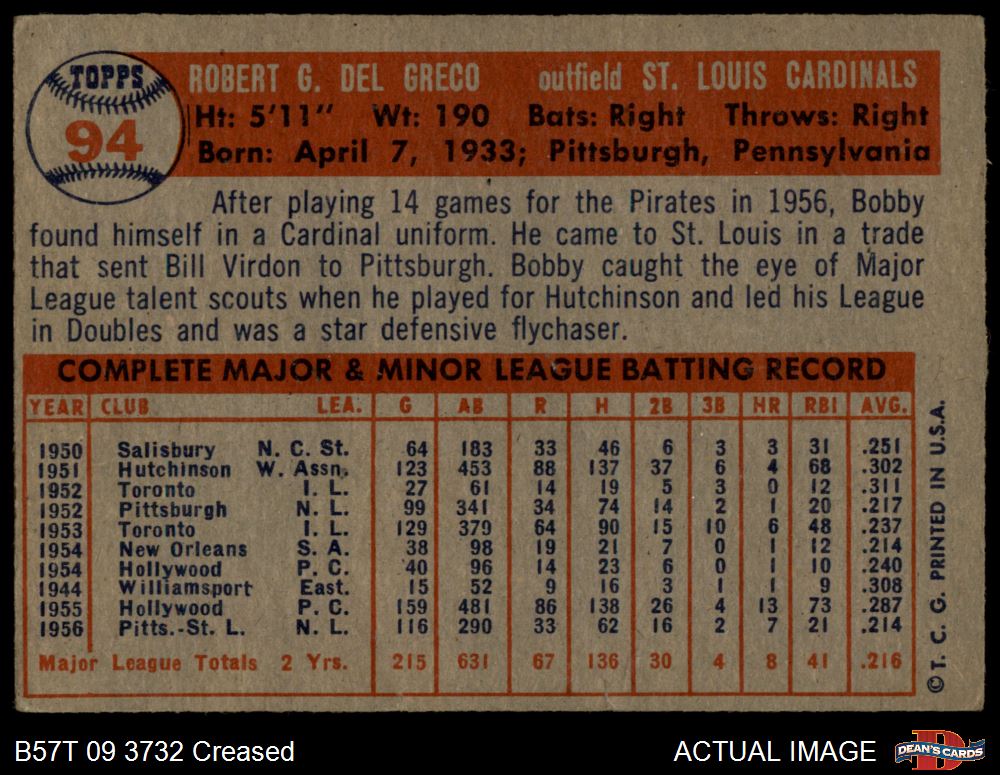 TOPPS
94
ROBERT G. DEL GRECO outfield ST. LOUIS CARDINALS
Ht: 5'11" Wt: 190 Bats: Right Throws: Right
Born: April 7, 1933; Pittsburgh, Pennsylvania
After playing 14 games for the Pirates in 1956, Bobby
found himself in a Cardinal uniform. He came to St. Louis in a trade
that sent Bill Virdon to Pittsburgh. Bobby caught the eye of Major
League talent scouts when he played for Hutchinson and led his League
in Doubles and was a star defensive flychaser.
COMPLETE MAJOR & MINOR LEAGUE BATTING RECORD
YEAR CLUB LEA. G AB R H 2B 3B HR RBI AVG.
1950 Salisbury N. C. St. 64 183 33 46 6 3 3 31 .251
1951 Hutchinson W. Assn. 123 453 88 137 37 6 4 68 .302
1952 Toronto I. L. 27 61 14 19 5 3 0 12 .311
1952 Pittsburgh N. L. 99 341 34 74 14 2 1 20 .217
1953 Toronto I. L. 129 379 64 90 15 10 6 48 .237
1954 New Orleans S. A. 38 98 19 21 7 0 1 12 .214
1954 Hollywood P. C. 40 96 14 23 6 0 1 10 .240
1944 Williamsport East. 15 52 9 16 3 1 1 9 .308
1955 Hollywood P. C. 159 481 86 138 26 4 13 73 .287
1956 Pitts.-St. L. N. L. 116 290 33 62 16 2 7 21 .214
Major League Totals 2 Yrs. 215 631 67 136 30 4 8 41 .216
©T. C. G. PRINTED IN U.S.A.
B57T 09 3732 Creased
ACTUAL IMAGE
D
DEAN'S CARDS